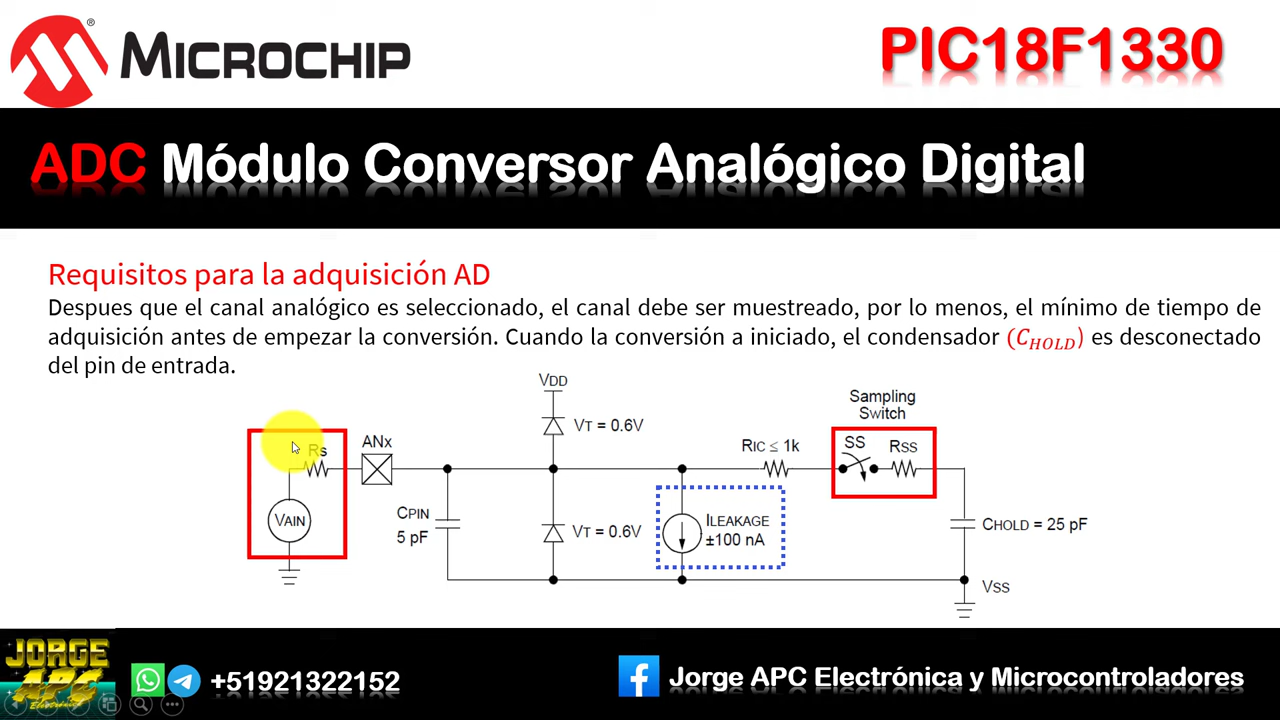 MICROCHIP
®
PIC18F1330
ADC Módulo Conversor Analógico Digital
Requisitos para la adquisición AD
Despues que el canal analógico es seleccionado, el canal debe ser muestreado, por lo menos, el mínimo de tiempo de
adquisición antes de empezar la conversión. Cuando la conversión a iniciado, el condensador (C_HOLD) es desconectado
del pin de entrada.
VDD
Sampling
Switch
VT = 0.6V
Rs
ANx
RIC ≤ 1k
SS
RSS
VAIN
CPIN
5 pF
VT = 0.6V
ILEAKAGE
±100 nA
CHOLD = 25 pF
VSS
JORGE
APC
Electrónica
+51921322152
Jorge APC Electrónica y Microcontroladores